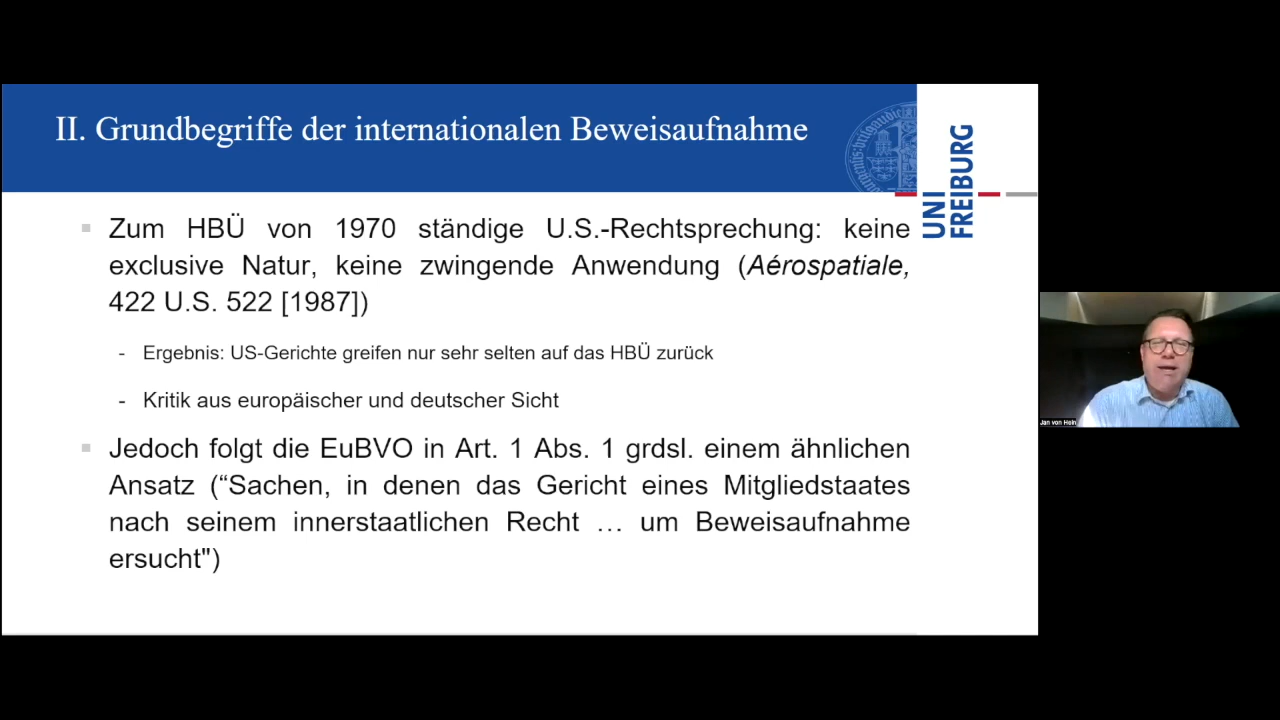 II. Grundbegriffe der internationalen Beweisaufnahme
UNI
FREIBURG
Zum HBÜ von 1970 ständige U.S.-Rechtsprechung: keine
exclusive Natur, keine zwingende Anwendung (Aérospatiale,
422 U.S. 522 [1987])
- Ergebnis: US-Gerichte greifen nur sehr selten auf das HBÜ zurück
- Kritik aus europäischer und deutscher Sicht
Jedoch folgt die EuBVO in Art. 1 Abs. 1 grdsl. einem ähnlichen
Ansatz (“Sachen, in denen das Gericht eines Mitgliedstaates
nach seinem innerstaatlichen Recht … um Beweisaufnahme
ersucht")
Jan von Hein